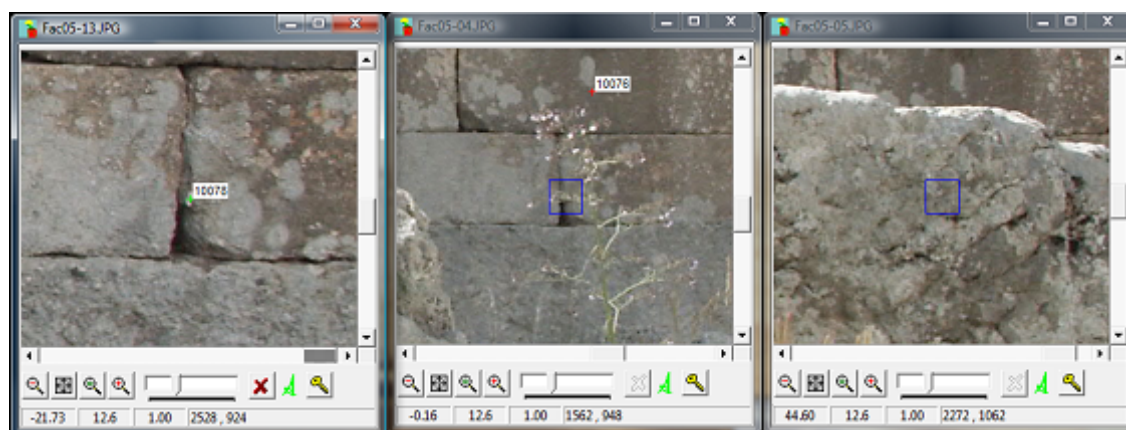 Fac05-13.JPG
10076
-21.73 12.6 1.00 2528 , 924
Fac05-04.JPG
10076
-0.16 12.6 1.00 1562 , 948
Fac05-05.JPG
44.60 12.6 1.00 2272 , 1062